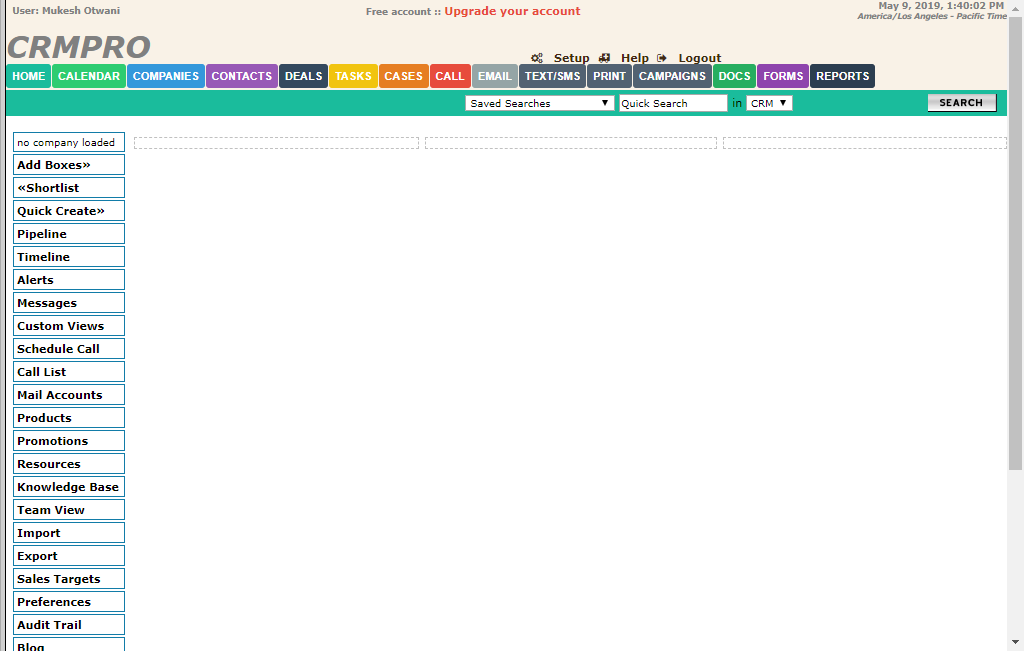 User: Mukesh Otwani
Free account :: Upgrade your account
May 9, 2019, 1:40:02 PM
America/Los Angeles - Pacific Time
CRMPRO
Setup Help Logout
HOME CALENDAR COMPANIES CONTACTS DEALS TASKS CASES CALL EMAIL TEXT/SMS PRINT CAMPAIGNS DOCS FORMS REPORTS
Saved Searches Quick Search in CRM SEARCH
no company loaded
Add Boxes»
«Shortlist
Quick Create»
Pipeline
Timeline
Alerts
Messages
Custom Views
Schedule Call
Call List
Mail Accounts
Products
Promotions
Resources
Knowledge Base
Team View
Import
Export
Sales Targets
Preferences
Audit Trail
Blog